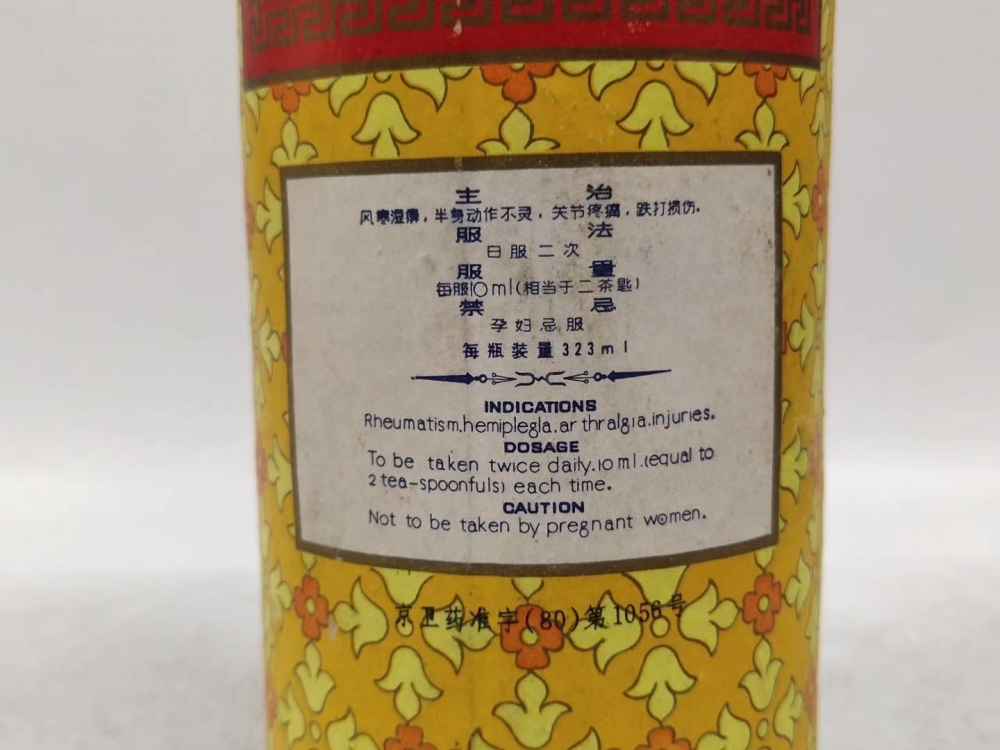 主治
风寒湿痹，半身动作不灵，关节疼痛，跌打损伤.
服法
日服二次
服量
每服10ml(相当于二茶匙)
禁忌
孕妇忌服
每瓶装量323ml
INDICATIONS
Rheumatism.hemiplegla.ar thralgia.injuries.
DOSAGE
To be taken twice daily.10 ml.(equal to
2 tea-spoonfuls) each time.
CAUTION
Not to be taken by pregnant women.
京卫药准字(80)第1056号